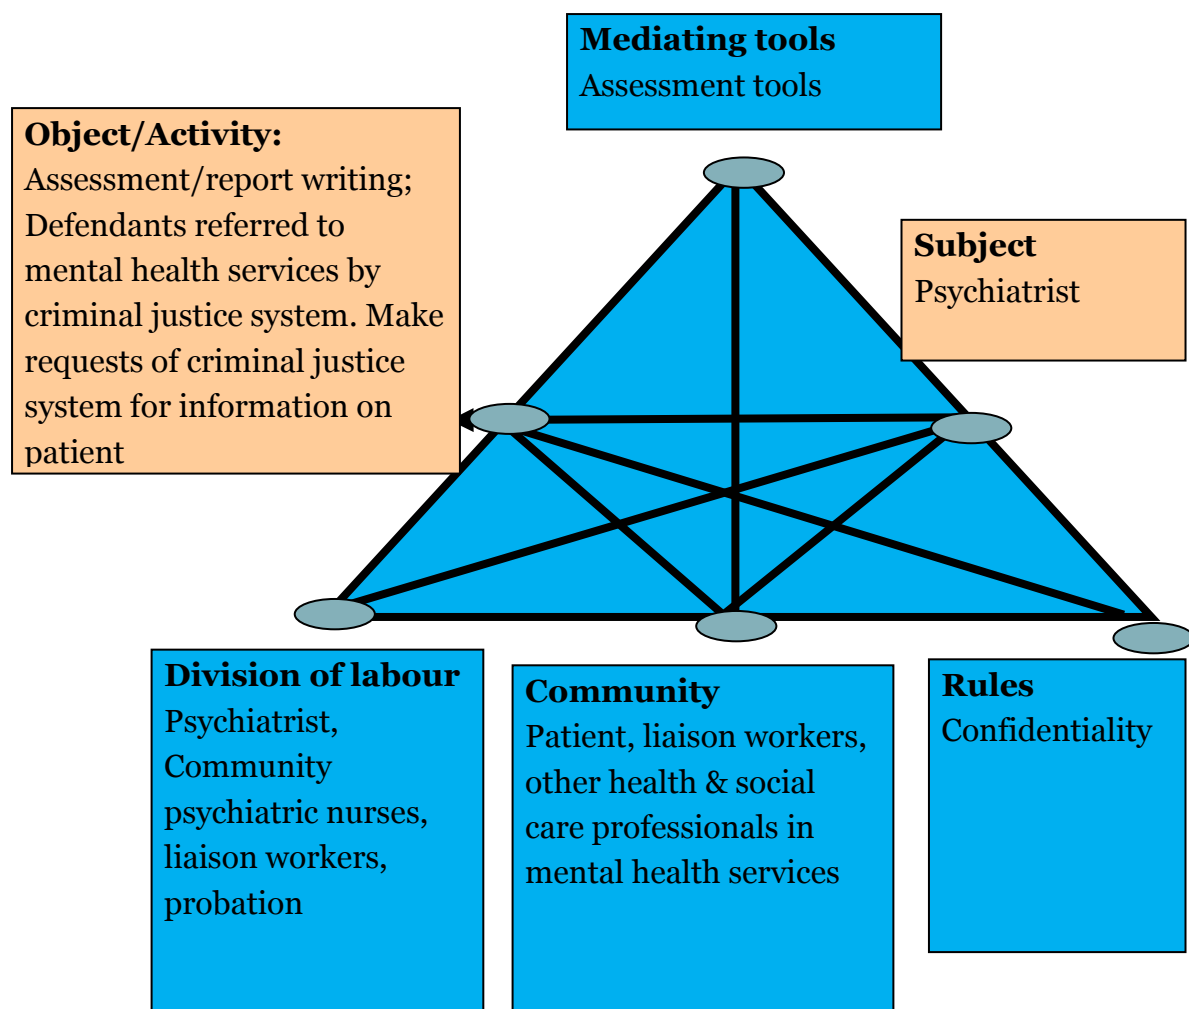 Mediating tools
Assessment tools
Object/Activity:
Assessment/report writing;
Defendants referred to
mental health services by
criminal justice system. Make
requests of criminal justice
system for information on
patient
Subject
Psychiatrist
Division of labour
Psychiatrist,
Community
psychiatric nurses,
liaison workers,
probation
Community
Patient, liaison workers,
other health & social
care professionals in
mental health services
Rules
Confidentiality